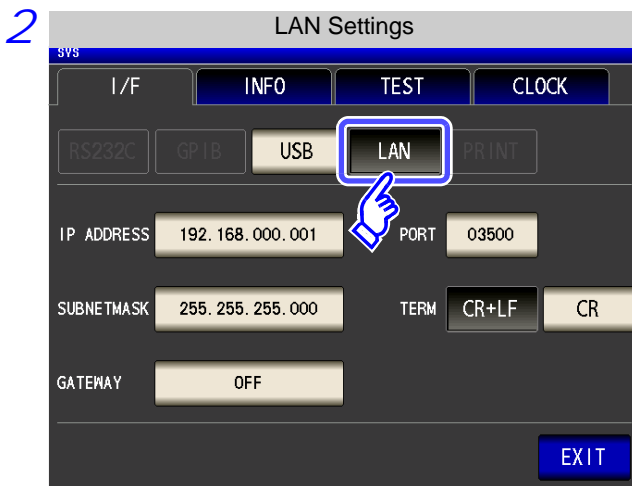 2
LAN Settings
SYS
I/F INFO TEST CLOCK
RS232C GPIB USB LAN PRINT
IP ADDRESS 192.168.000.001 PORT 03500
SUBNETMASK 255.255.255.000 TERM CR+LF CR
GATEWAY OFF
EXIT